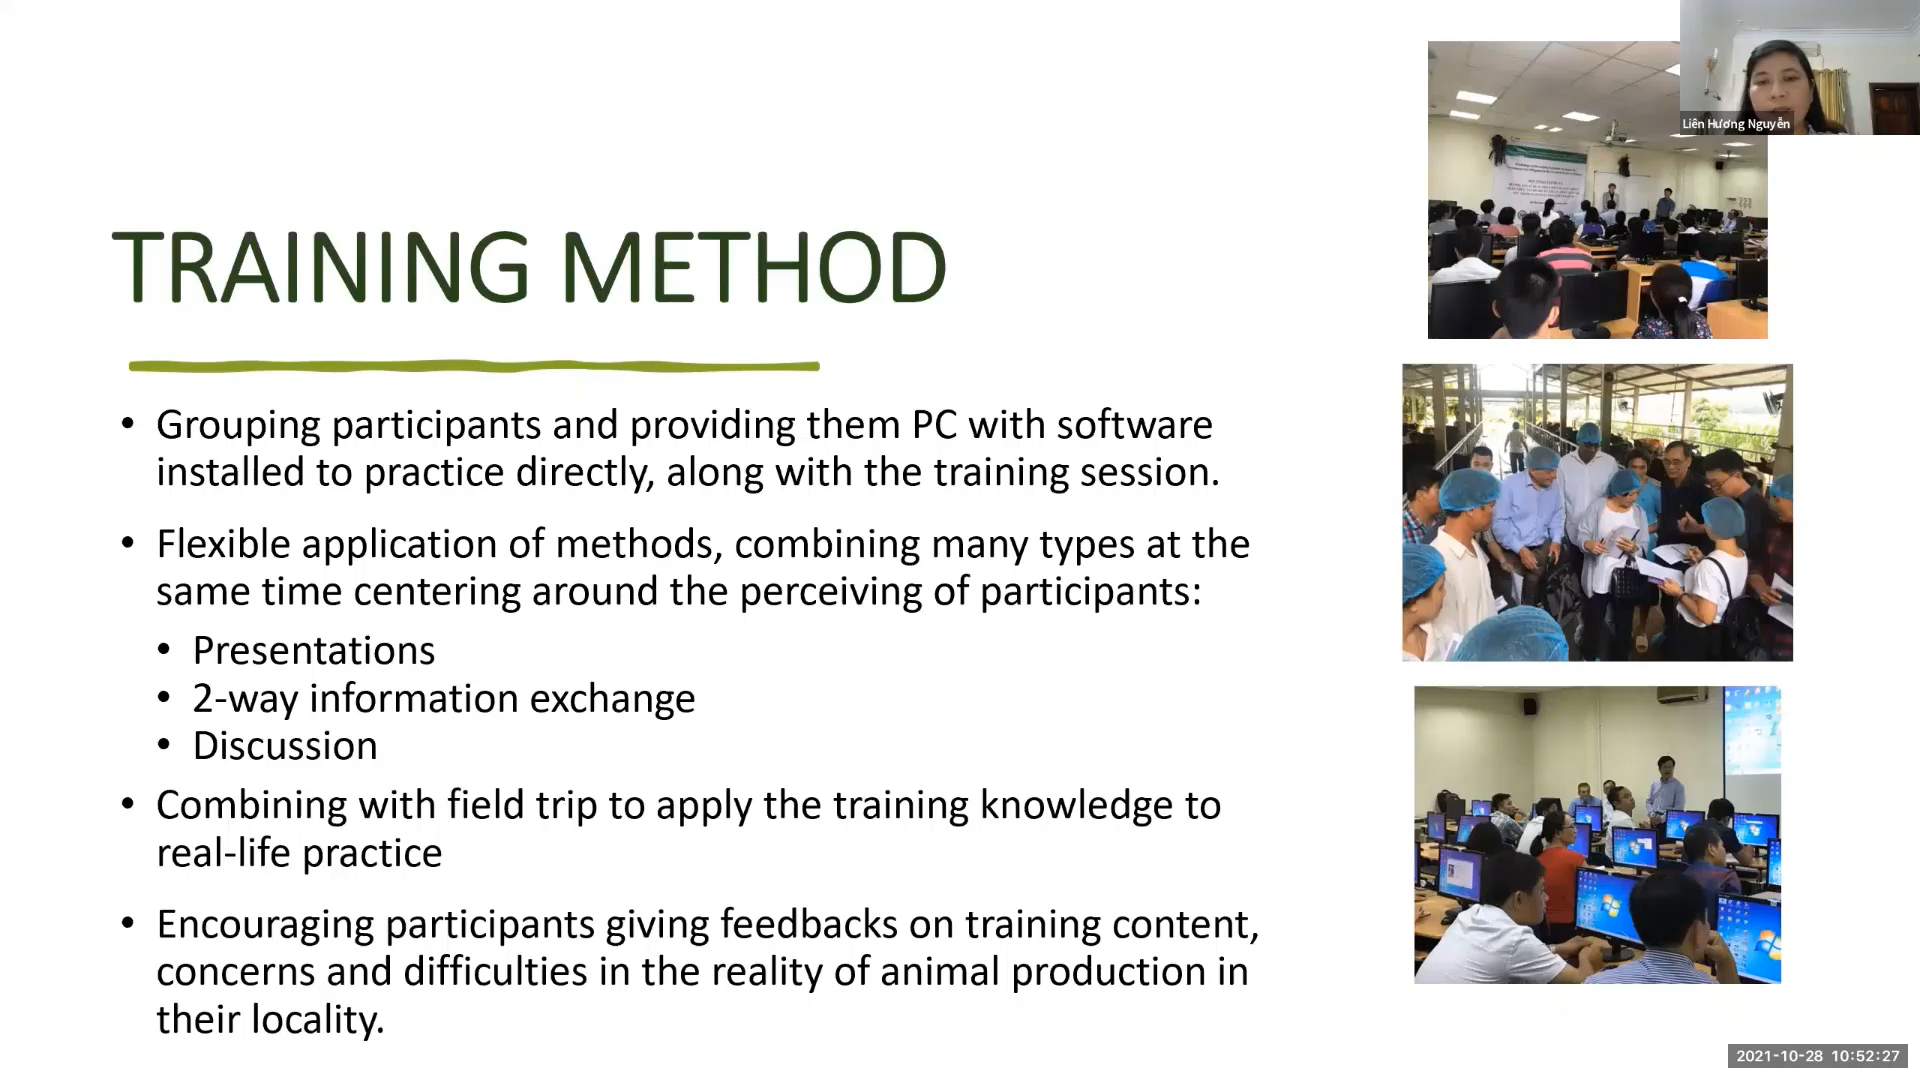 Liên Hương Nguyễn
TRAINING METHOD
• Grouping participants and providing them PC with software
installed to practice directly, along with the training session.
• Flexible application of methods, combining many types at the
same time centering around the perceiving of participants:
• Presentations
• 2-way information exchange
• Discussion
• Combining with field trip to apply the training knowledge to
real-life practice
• Encouraging participants giving feedbacks on training content,
concerns and difficulties in the reality of animal production in
their locality.
2021-10-28 10:52:27